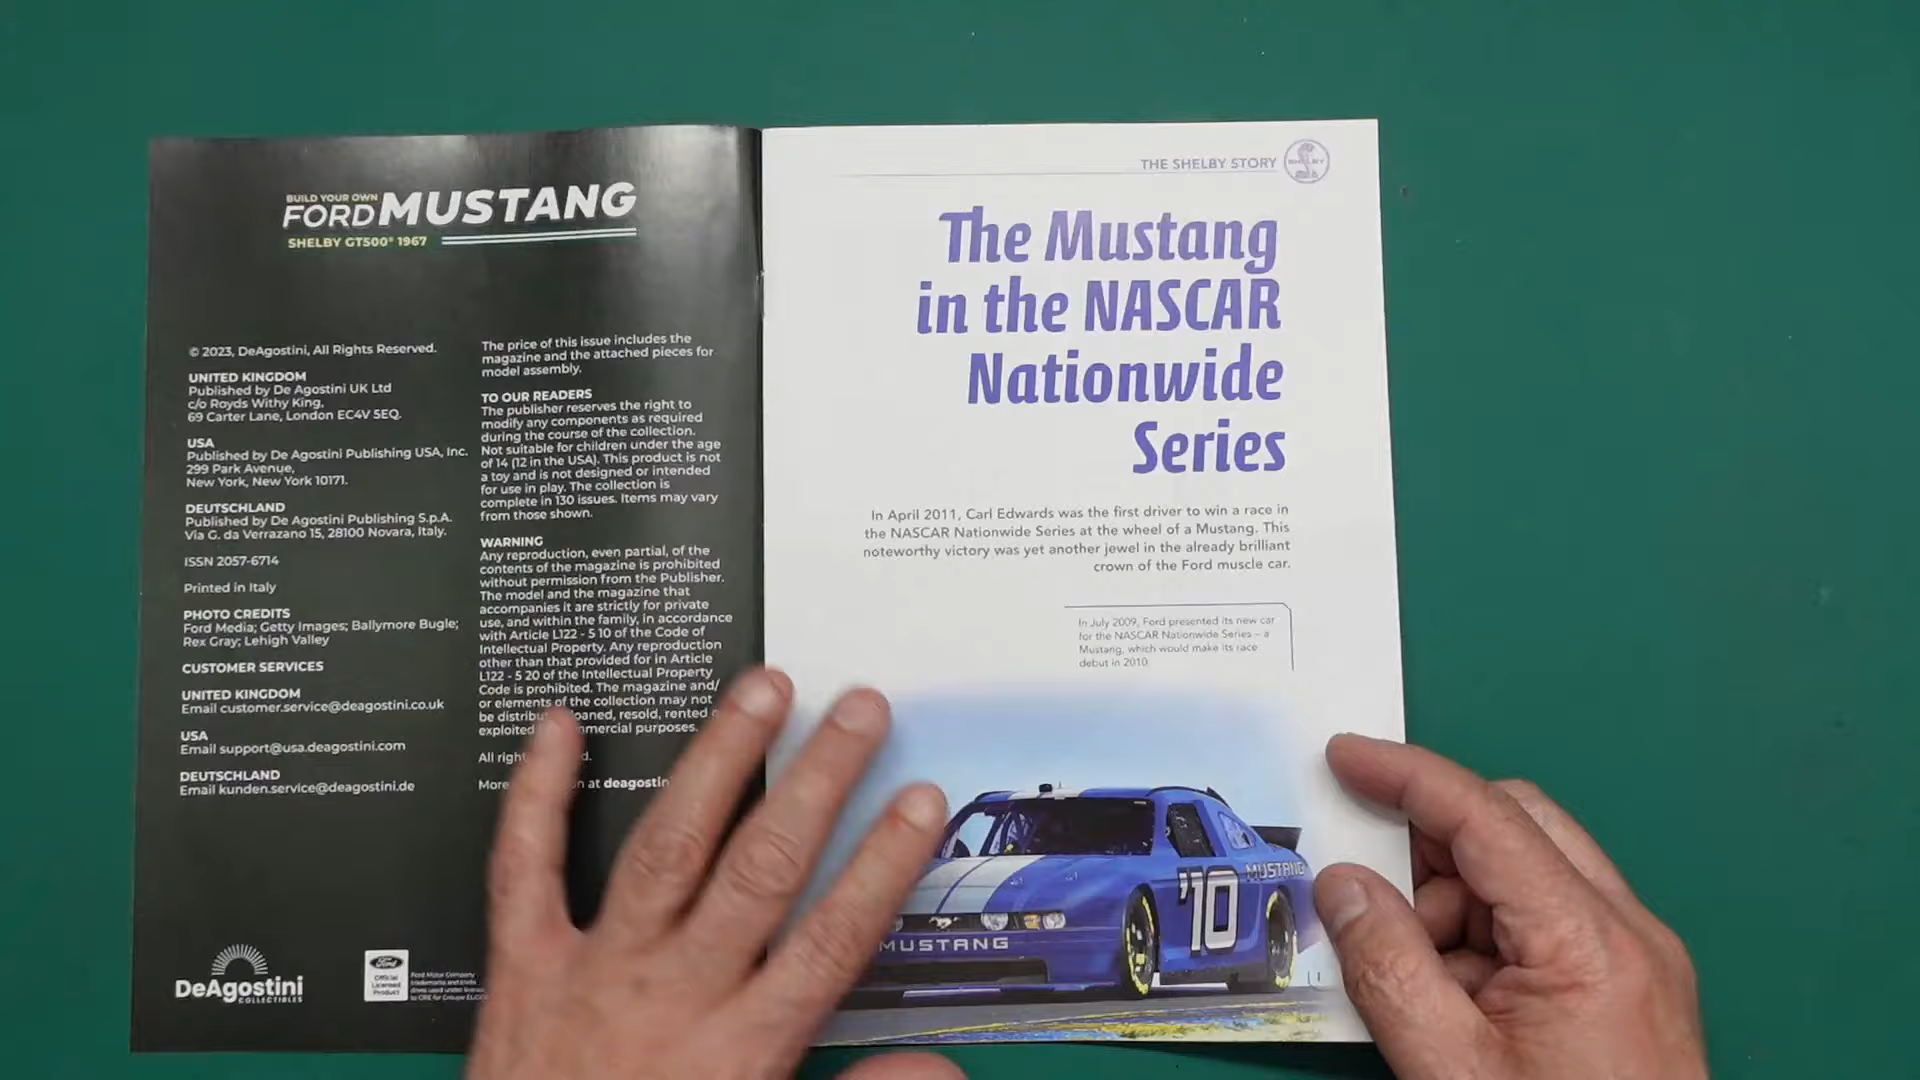 BUILD YOUR OWN
FORD MUSTANG
SHELBY GT500® 1967
© 2023, DeAgostini, All Rights Reserved.
UNITED KINGDOM
Published by De Agostini UK Ltd
c/o Royds Withy King,
69 Carter Lane, London EC4V 5EQ.
USA
Published by De Agostini Publishing USA, Inc.
299 Park Avenue,
New York, New York 10171.
DEUTSCHLAND
Published by De Agostini Publishing S.p.A.
Via G. da Verrazano 15, 28100 Novara, Italy.
ISSN 2057-6714
Printed in Italy
PHOTO CREDITS
Ford Media; Getty Images; Ballymore Bugle;
Rex Gray; Lehigh Valley
CUSTOMER SERVICES
UNITED KINGDOM
Email customer.service@deagostini.co.uk
USA
Email support@usa.deagostini.com
DEUTSCHLAND
Email kunden.service@deagostini.de
DeAgostini
COLLECTIBLES
Ford
Official
Licensed
Product
Ford Motor Company
The price of this issue includes the
magazine and the attached pieces for
model assembly.
TO OUR READERS
The publisher reserves the right to
modify any components as required
during the course of the collection.
Not suitable for children under the age
of 14 (12 in the USA). This product is not
a toy and is not designed or intended
for use in play. The collection is
complete in 130 issues. Items may vary
from those shown.
WARNING
Any reproduction, even partial, of the
contents of the magazine is prohibited
without permission from the Publisher.
The model and the magazine that
accompanies it are strictly for private
use, and within the family, in accordance
with Article L122 - 5 10 of the Code of
Intellectual Property. Any reproduction
other than that provided for in Article
L122 - 5 20 of the Intellectual Property
Code is prohibited. The magazine and/
or elements of the collection may not
be loaned, resold, rented
exploited commercial purposes.
All
More at deagostini
THE SHELBY STORY
SHELBY
The Mustang
in the NASCAR
Nationwide
Series
In April 2011, Carl Edwards was the first driver to win a race in
the NASCAR Nationwide Series at the wheel of a Mustang. This
noteworthy victory was yet another jewel in the already brilliant
crown of the Ford muscle car.
In July 2009, Ford presented its new car
for the NASCAR Nationwide Series – a
Mustang, which would make its race
debut in 2010.
MUSTANG
'10
MUSTANG